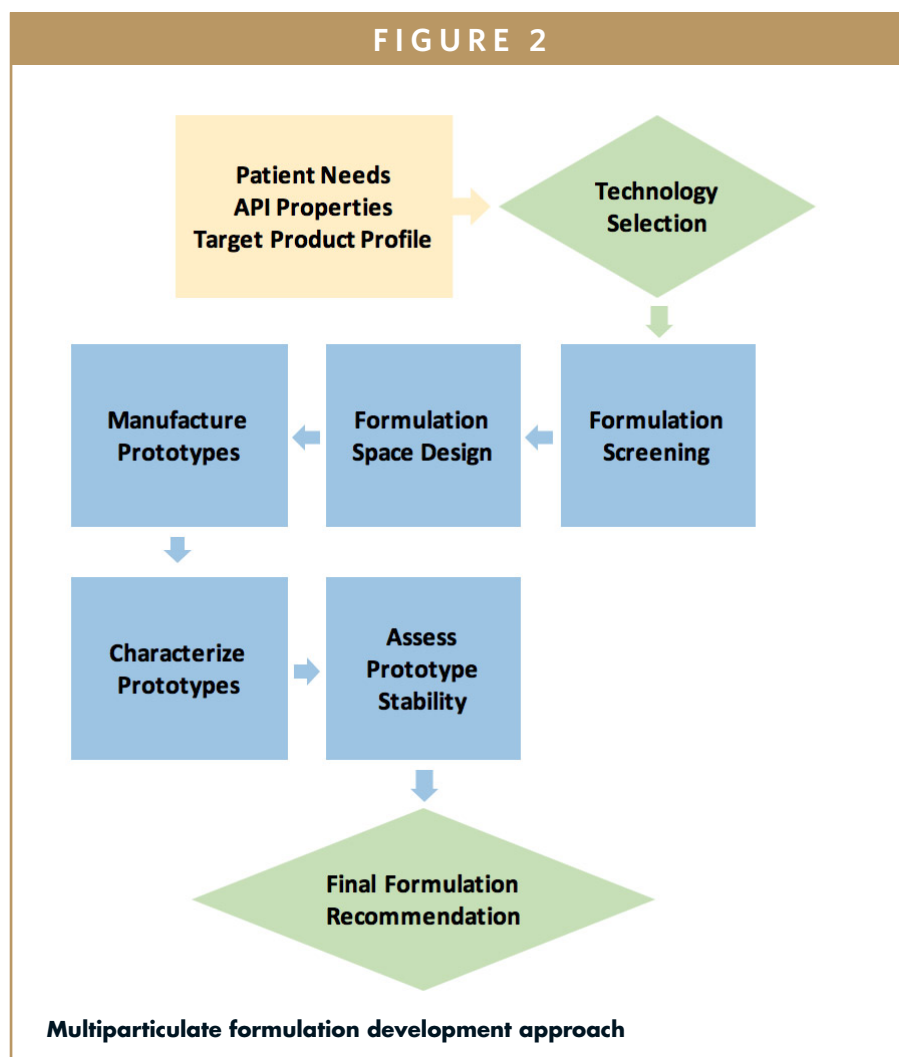 FIGURE 2
Patient Needs
API Properties
Target Product Profile
Technology
Selection
Formulation
Screening
Formulation
Space Design
Manufacture
Prototypes
Characterize
Prototypes
Assess
Prototype
Stability
Final Formulation
Recommendation
Multiparticulate formulation development approach